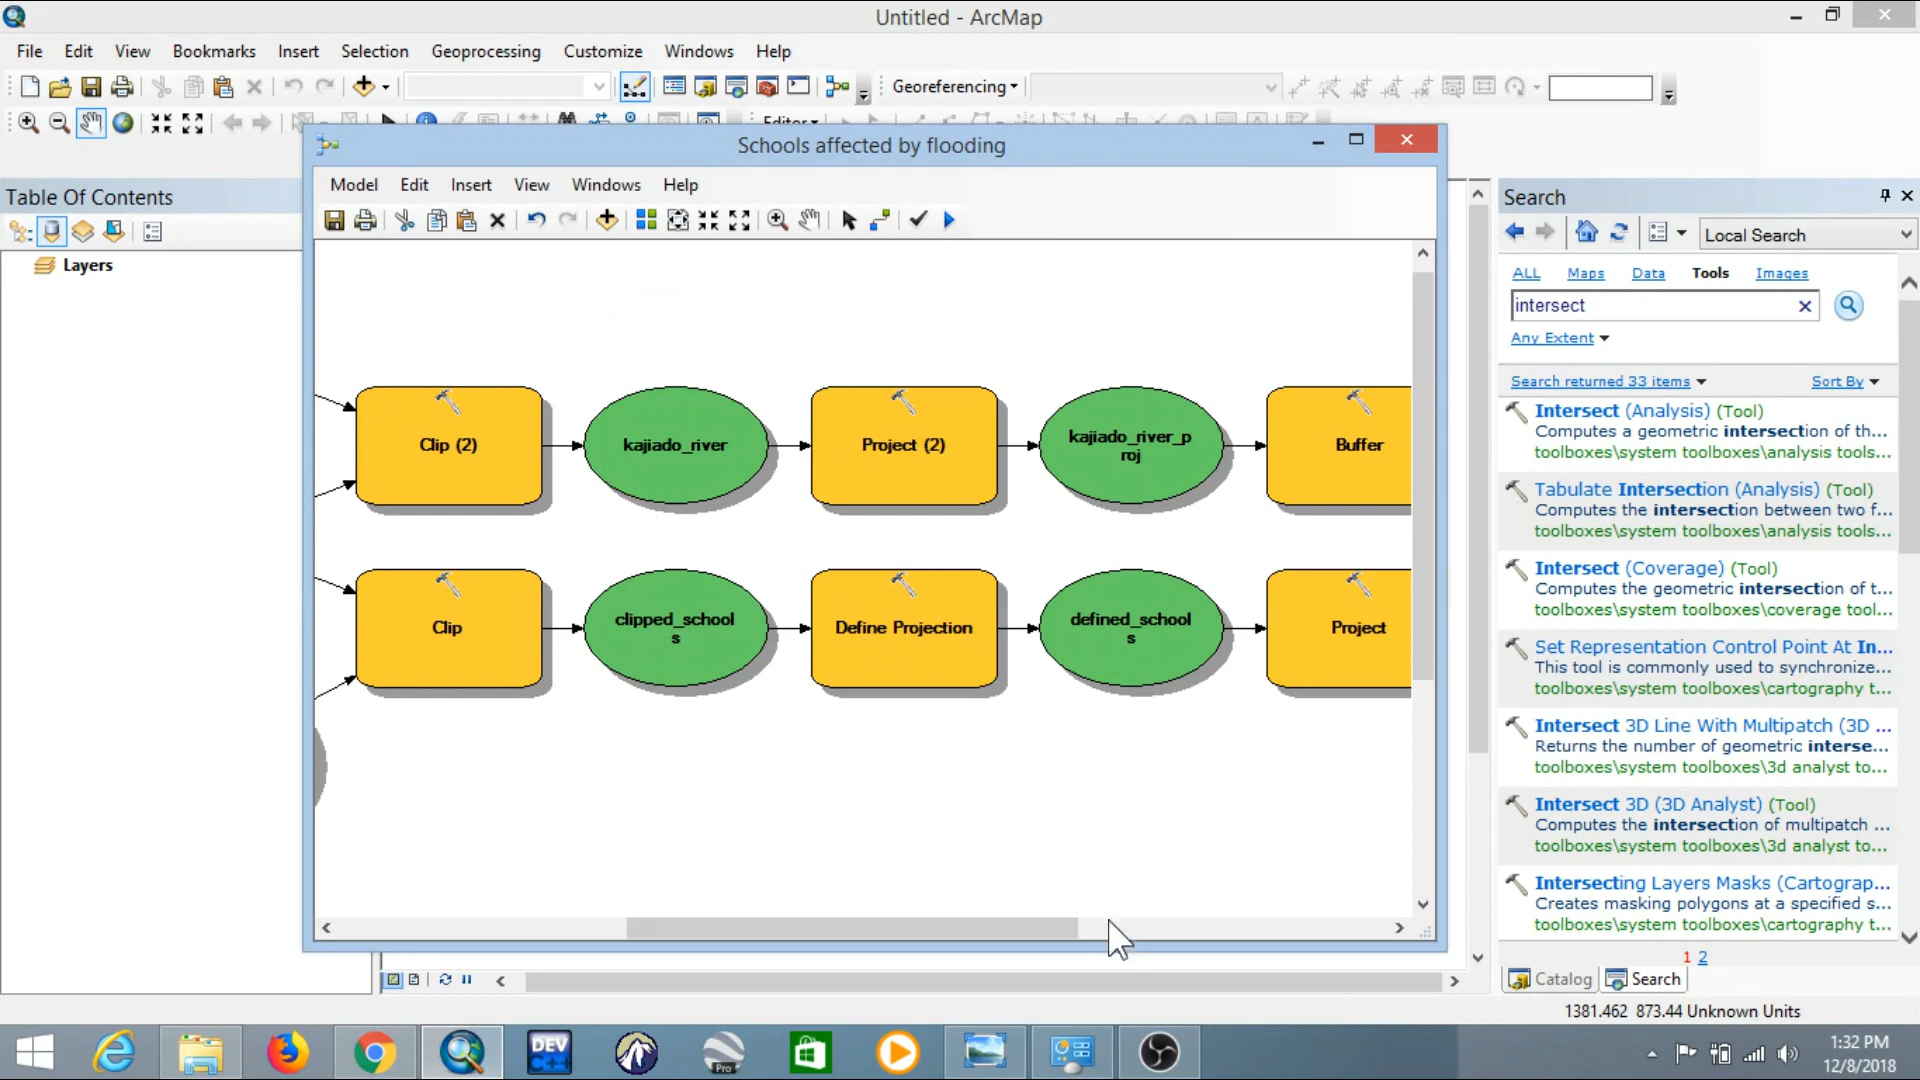 Untitled - ArcMap
File Edit View Bookmarks Insert Selection Geoprocessing Customize Windows Help
Georeferencing
Editor
Table Of Contents
Layers
Schools affected by flooding
Model Edit Insert View Windows Help
Clip (2)
kajiado_river
Project (2)
kajiado_river_p
roj
Buffer
Clip
clipped_school
s
Define Projection
defined_school
s
Project
Search
Local Search
ALL Maps Data Tools Images
intersect
Any Extent
Search returned 33 items Sort By
Intersect (Analysis) (Tool)
Computes a geometric intersection of th...
toolboxes\system toolboxes\analysis tools...
Tabulate Intersection (Analysis) (Tool)
Computes the intersection between two f...
toolboxes\system toolboxes\analysis tools...
Intersect (Coverage) (Tool)
Computes the geometric intersection of t...
toolboxes\system toolboxes\coverage tool...
Set Representation Control Point At In...
This tool is commonly used to synchronize...
toolboxes\system toolboxes\cartography t...
Intersect 3D Line With Multipatch (3D ...
Returns the number of geometric interse...
toolboxes\system toolboxes\3d analyst to...
Intersect 3D (3D Analyst) (Tool)
Computes the intersection of multipatch ...
toolboxes\system toolboxes\3d analyst to...
Intersecting Layers Masks (Cartograp...
Creates masking polygons at a specified s...
toolboxes\system toolboxes\cartography t...
1 2
Catalog Search
1381.462 873.44 Unknown Units
DEV
C++
Pro
1:32 PM
12/8/2018